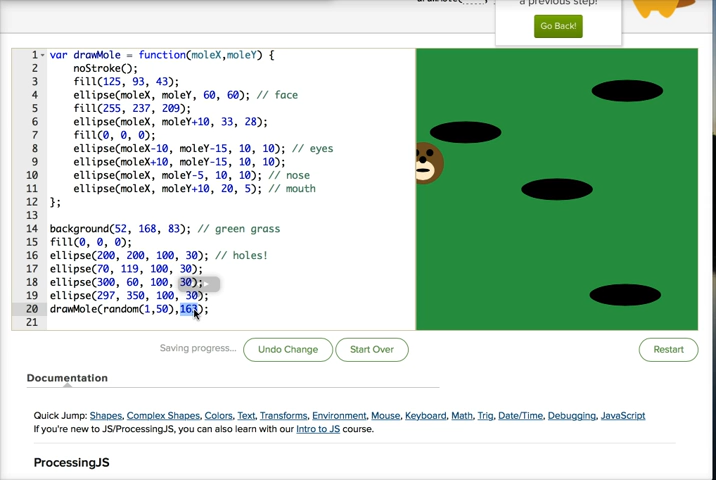 a previous step!
Go Back!
1 var drawMole = function(moleX,moleY) {
2 noStroke();
3 fill(125, 93, 43);
4 ellipse(moleX, moleY, 60, 60); // face
5 fill(255, 237, 209);
6 ellipse(moleX, moleY+10, 33, 28);
7 fill(0, 0, 0);
8 ellipse(moleX-10, moleY-15, 10, 10); // eyes
9 ellipse(moleX+10, moleY-15, 10, 10);
10 ellipse(moleX, moleY-5, 10, 10); // nose
11 ellipse(moleX, moleY+10, 20, 5); // mouth
12 };
13
14 background(52, 168, 83); // green grass
15 fill(0, 0, 0);
16 ellipse(200, 200, 100, 30); // holes!
17 ellipse(70, 119, 100, 30);
18 ellipse(300, 60, 100, 30);
19 ellipse(297, 350, 100, 30);
20 drawMole(random(1,50),163);
21
Saving progress... Undo Change Start Over Restart
Documentation
Quick Jump: Shapes, Complex Shapes, Colors, Text, Transforms, Environment, Mouse, Keyboard, Math, Trig, Date/Time, Debugging, JavaScript
If you're new to JS/ProcessingJS, you can also learn with our Intro to JS course.
ProcessingJS